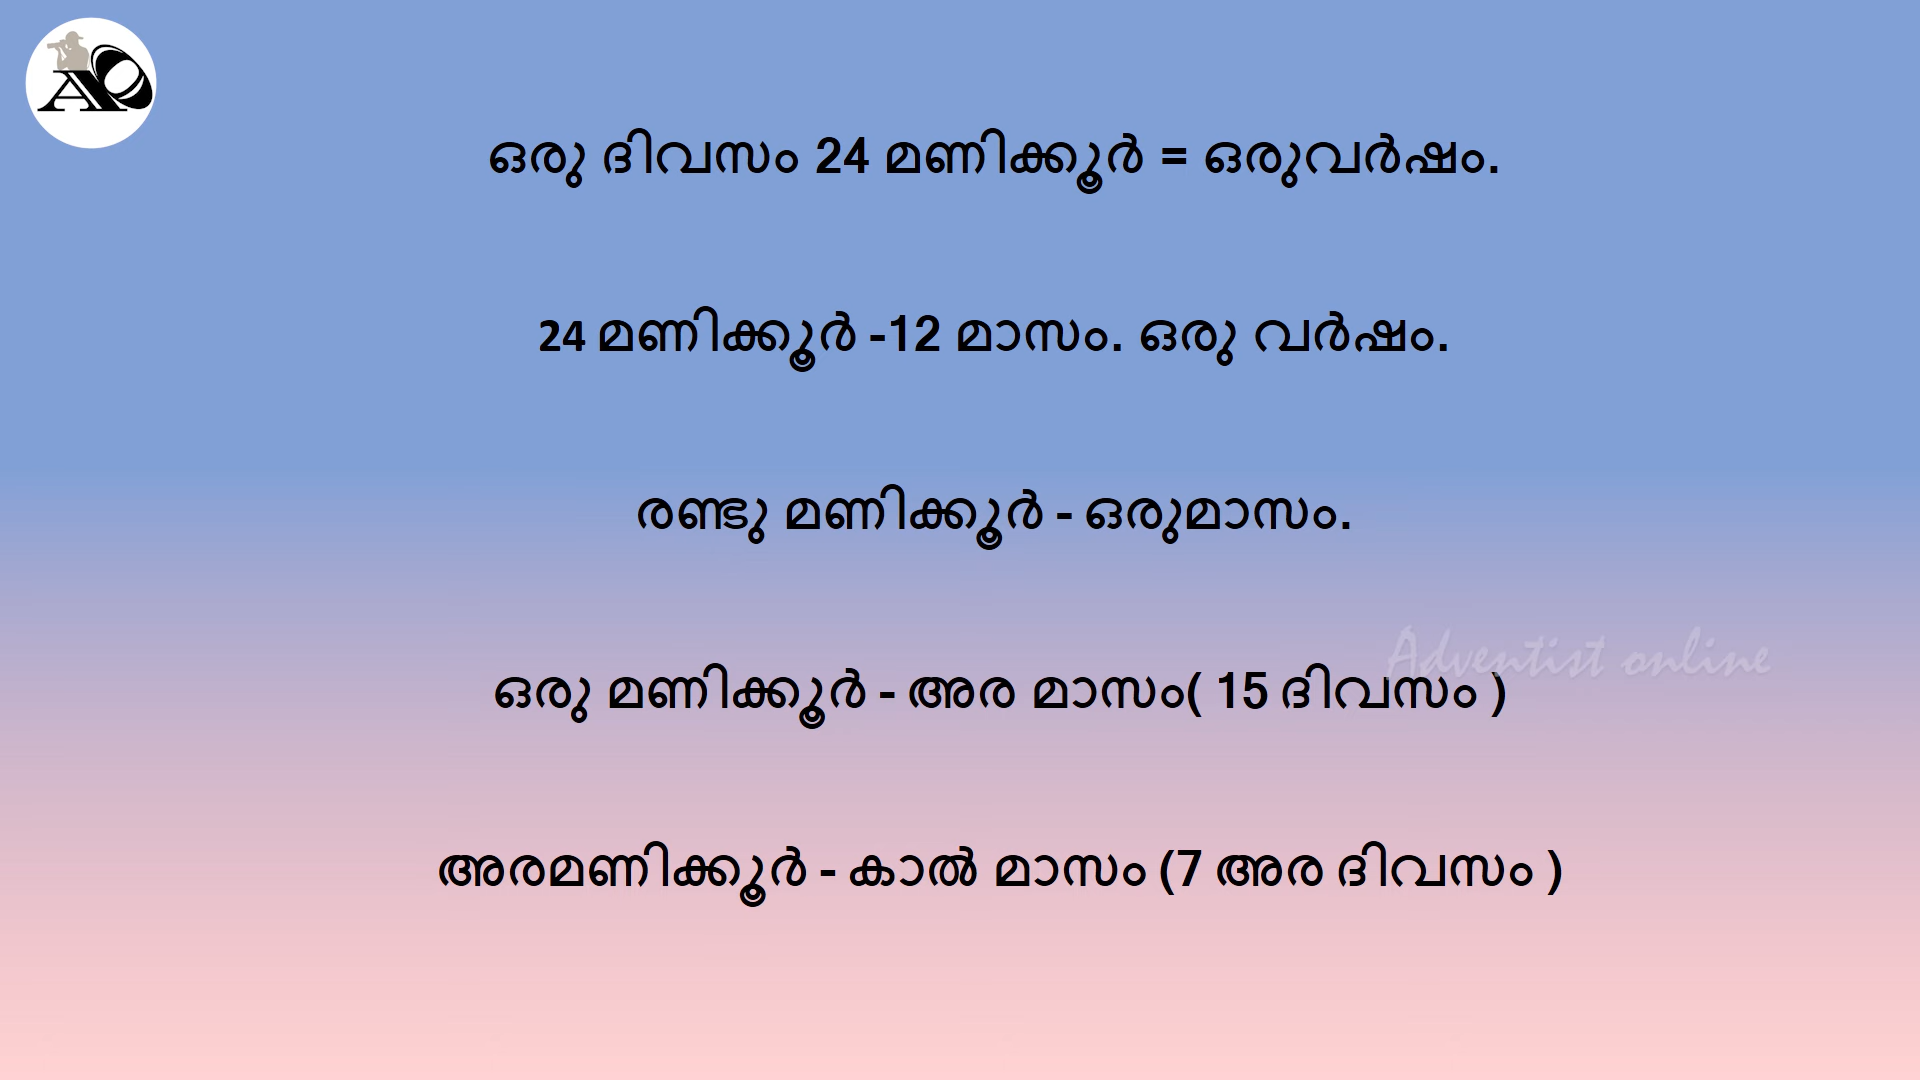 AO
ഒരു ദിവസം 24 മണിക്കൂർ = ഒരുവർഷം.
24 മണിക്കൂർ -12 മാസം. ഒരു വർഷം.
രണ്ടു മണിക്കൂർ - ഒരുമാസം.
Adventist online
ഒരു മണിക്കൂർ - അര മാസം( 15 ദിവസം )
അരമണിക്കൂർ - കാൽ മാസം (7 അര ദിവസം )